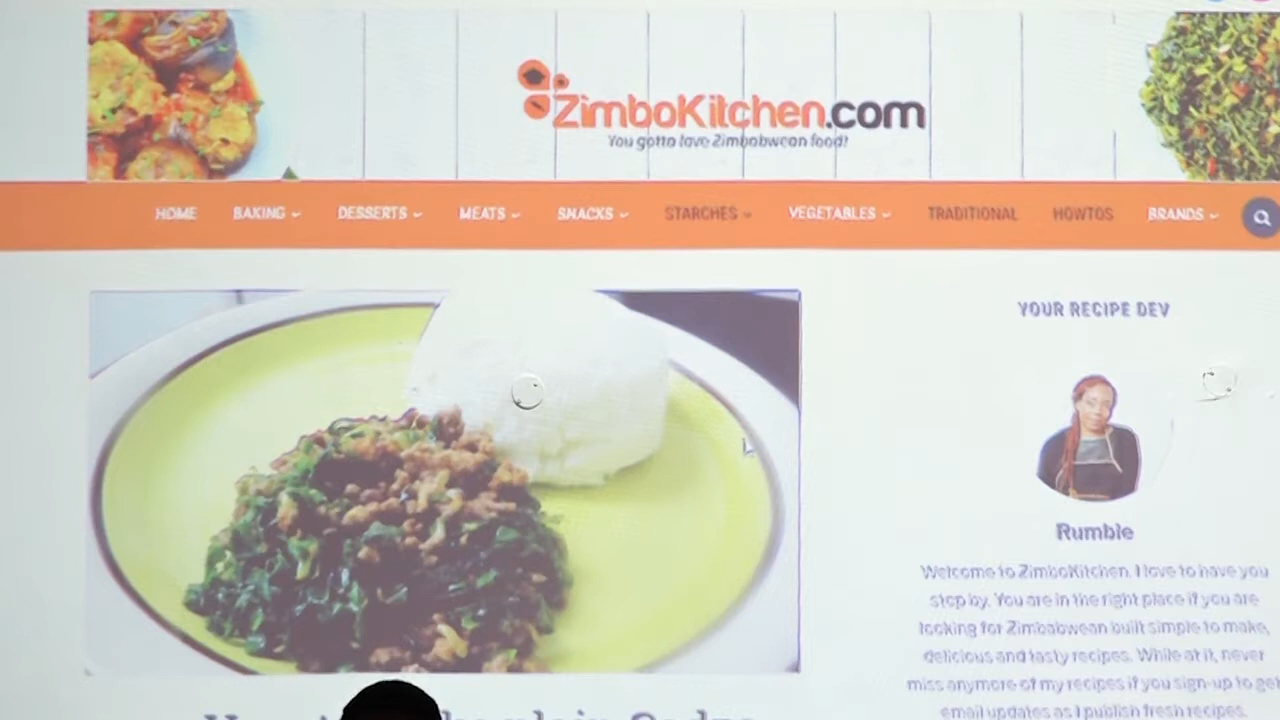 ZimboKitchen.com
You gotta love Zimbabwean food!
HOME BAKING DESSERTS MEATS SNACKS STARCHES VEGETABLES TRADITIONAL HOWTOS BRANDS
YOUR RECIPE DEV
Rumbie
Welcome to ZimboKitchen. I love to have you
stop by. You are in the right place if you are
looking for Zimbabwean built simple to make,
delicious and tasty recipes. While at it, never
miss anymore of my recipes if you sign-up to get
email updates as I publish fresh recipes.
plain Sadza